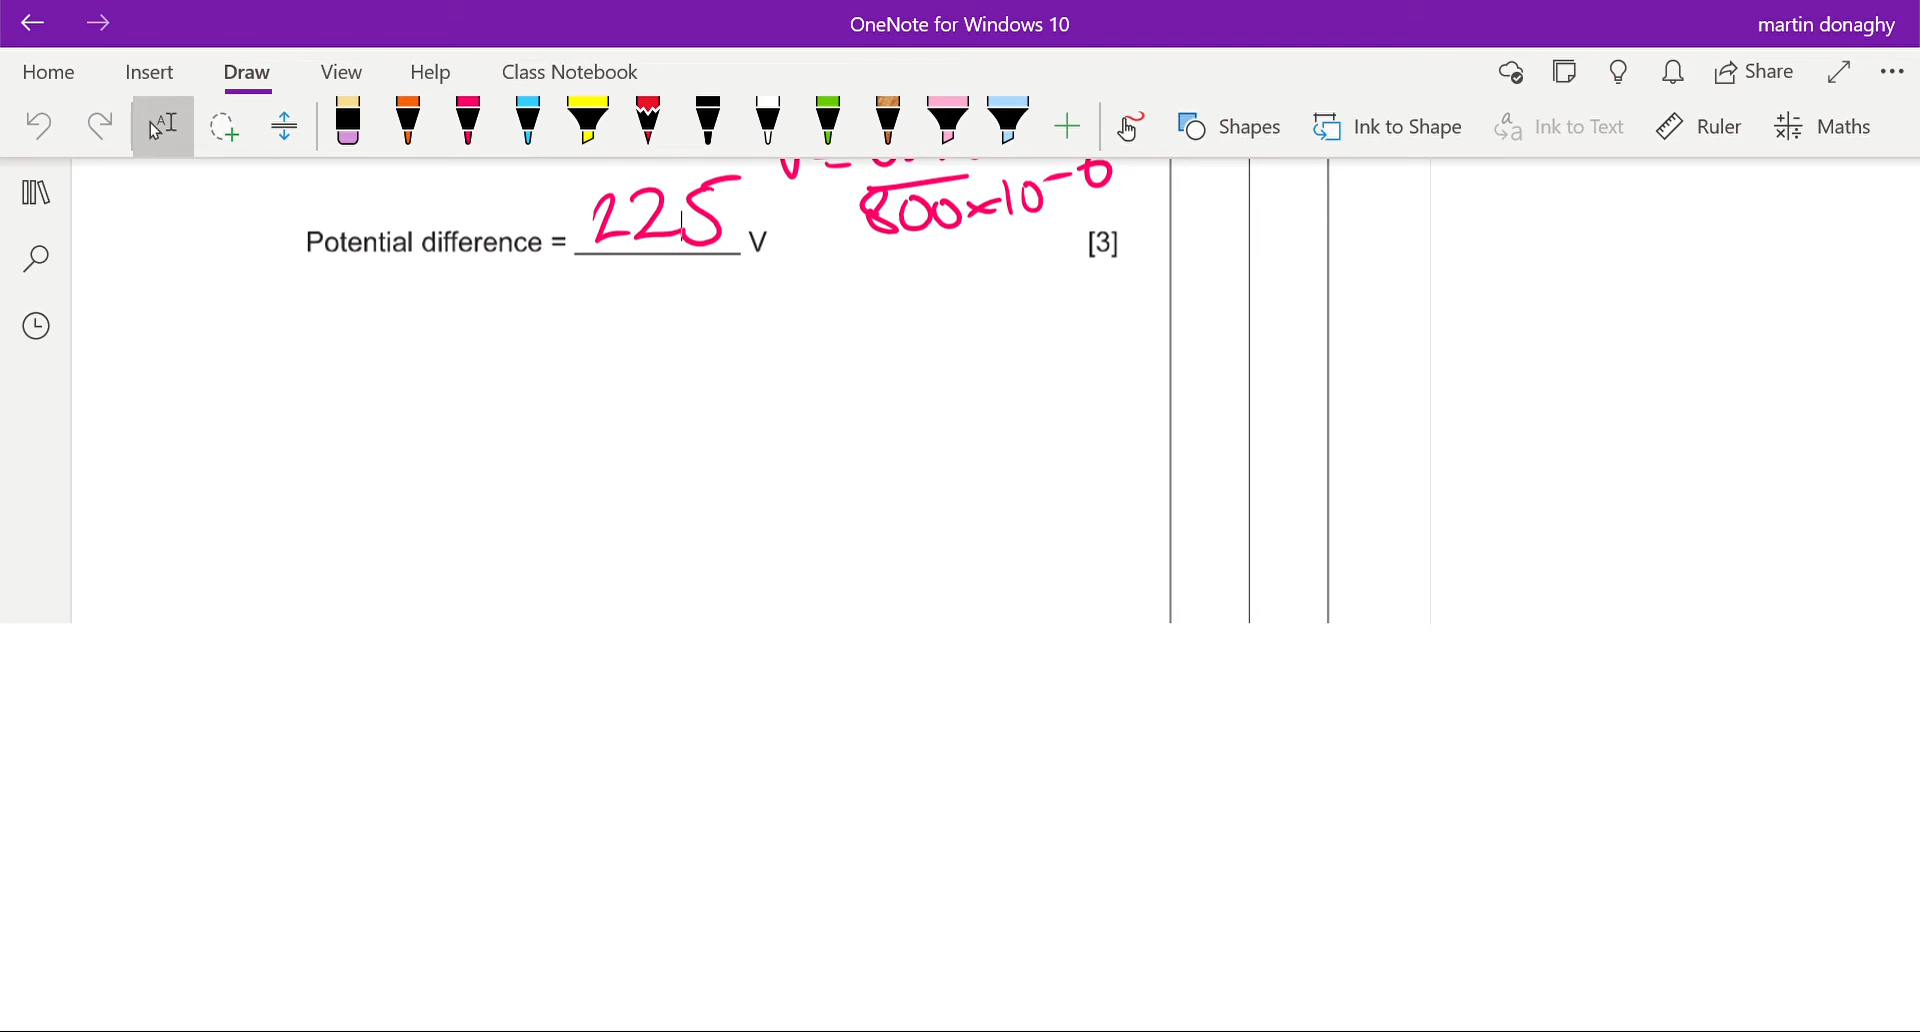 OneNote for Windows 10
martin donaghy
Home Insert Draw View Help Class Notebook
Share
Shapes Ink to Shape Ink to Text Ruler Maths
V =
800×10⁻⁶
Potential difference = 225 V [3]